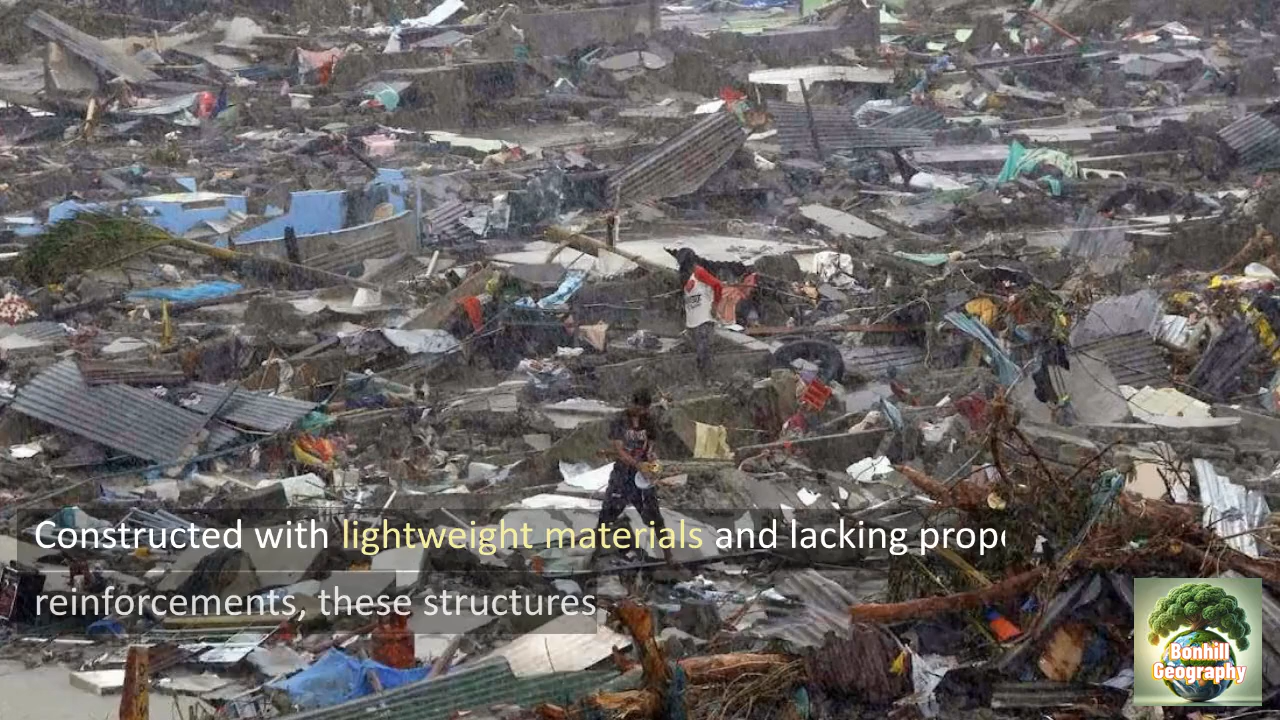 Constructed with lightweight materials and lacking
reinforcements, these structures
Bonhill
Geography